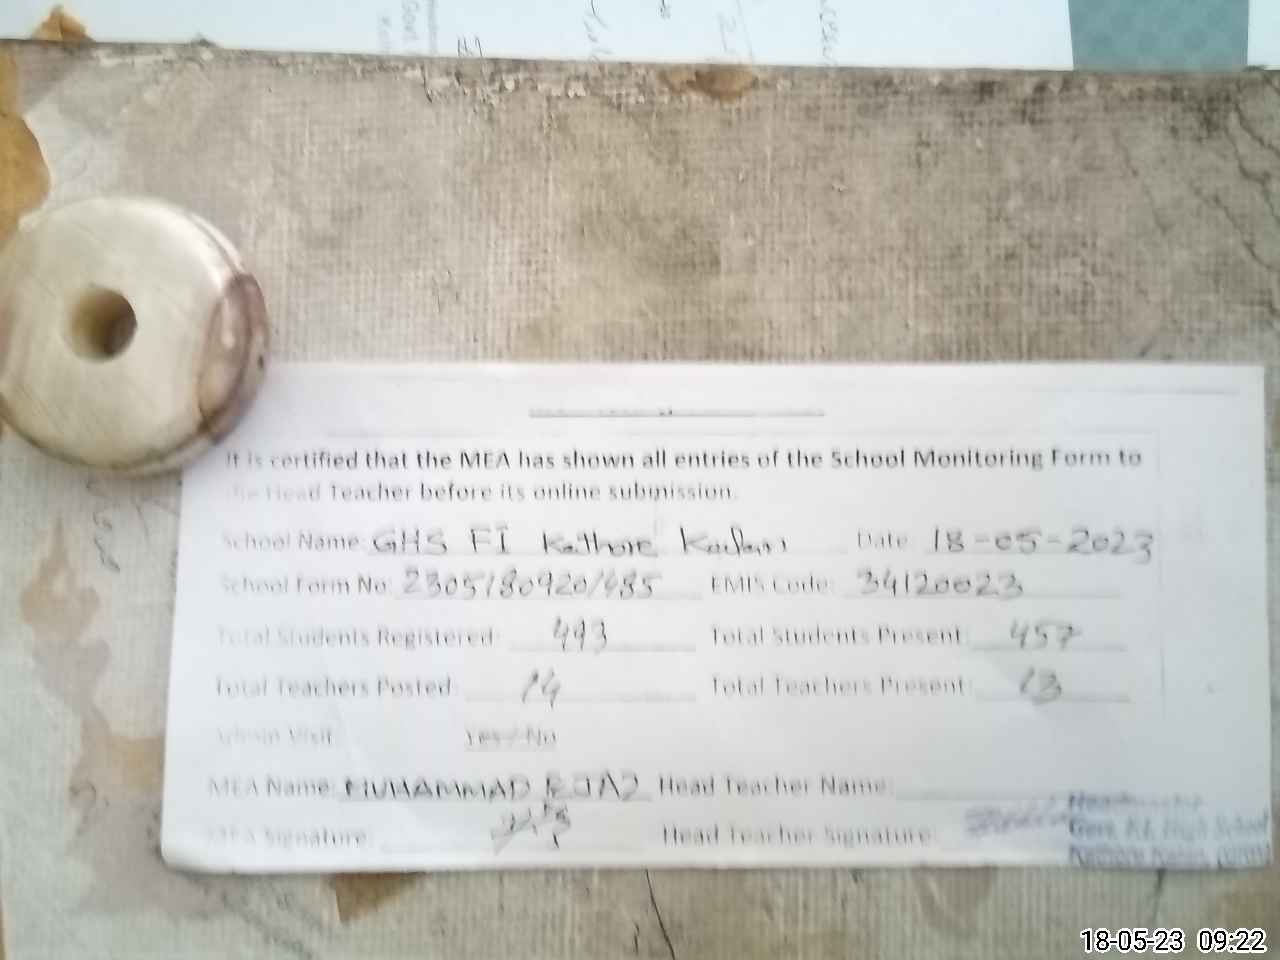 It is certified that the MEA has shown all entries of the School Monitoring Form to
the Head Teacher before its online submission.
School Name: GHS FI Kathore Kalan Date: 18-05-2023
School Form No: 2305180920/485 EMIS Code: 34120023
Total Students Registered: 493 Total Students Present: 457
Total Teachers Posted: 14 Total Teachers Present: 13
Admin Visit: Yes / No
MEA Name: MUHAMMAD EJAZ Head Teacher Name:
MEA Signature: Head Teacher Signature:
High School
18-05-23 09:22